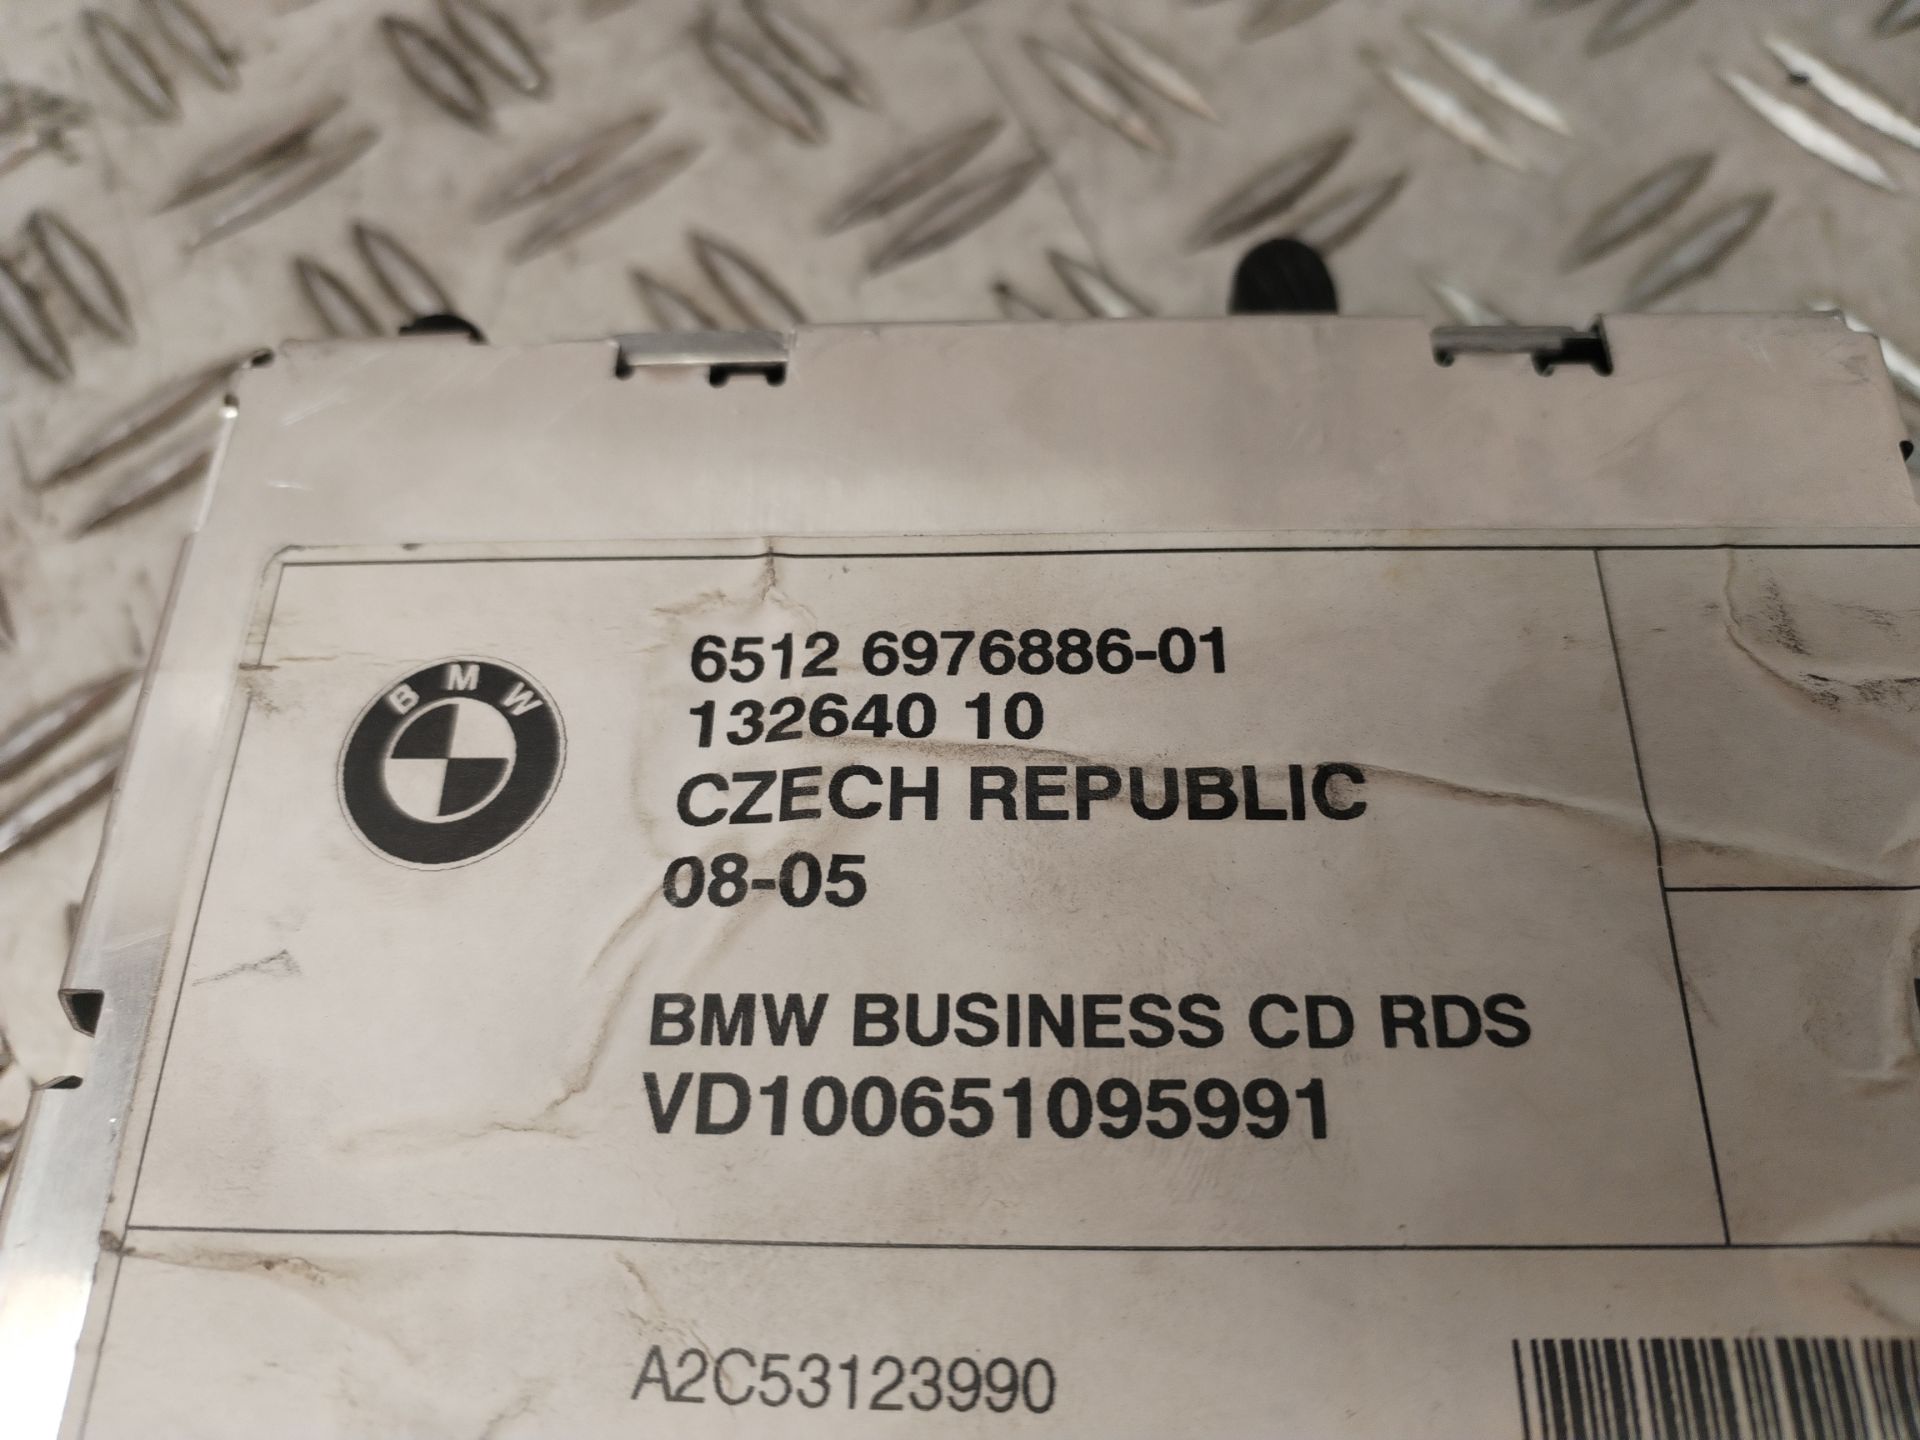 BMW
6512 6976886-01
132640 10
CZECH REPUBLIC
08-05
BMW BUSINESS CD RDS
VD100651095991
A2C53123990